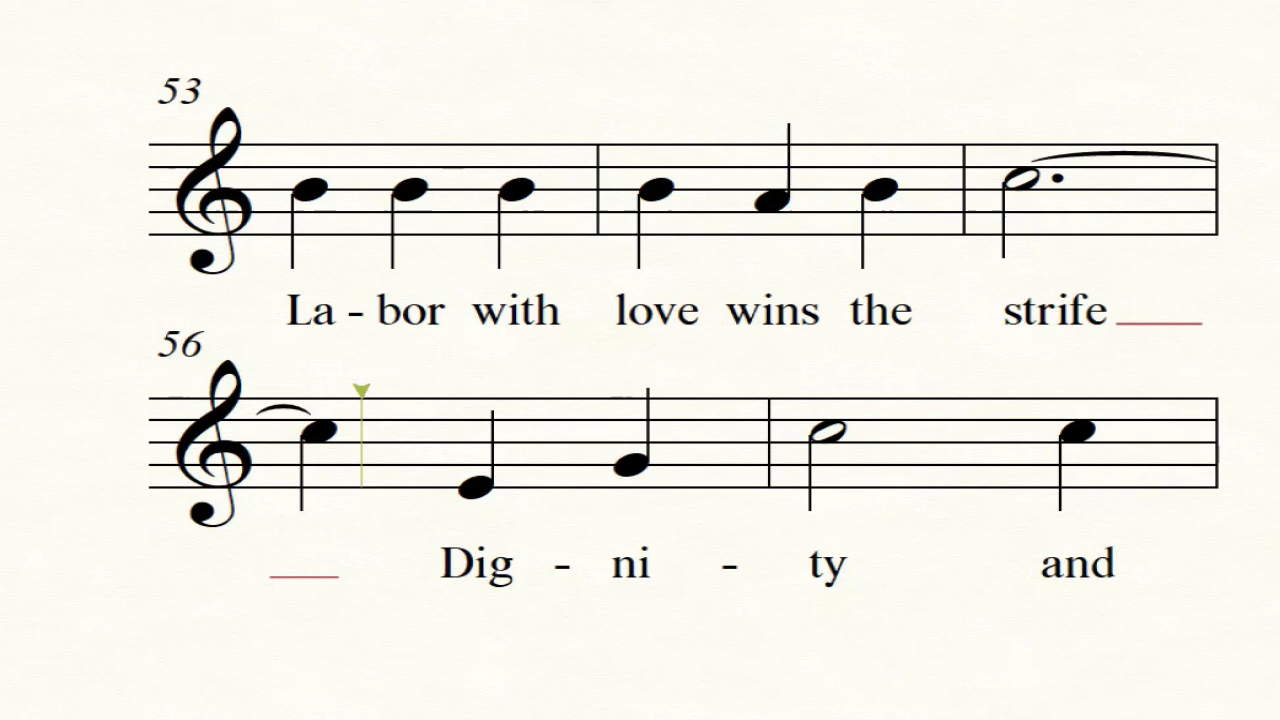 53
La - bor with love wins the strife
56
Dig - ni - ty and